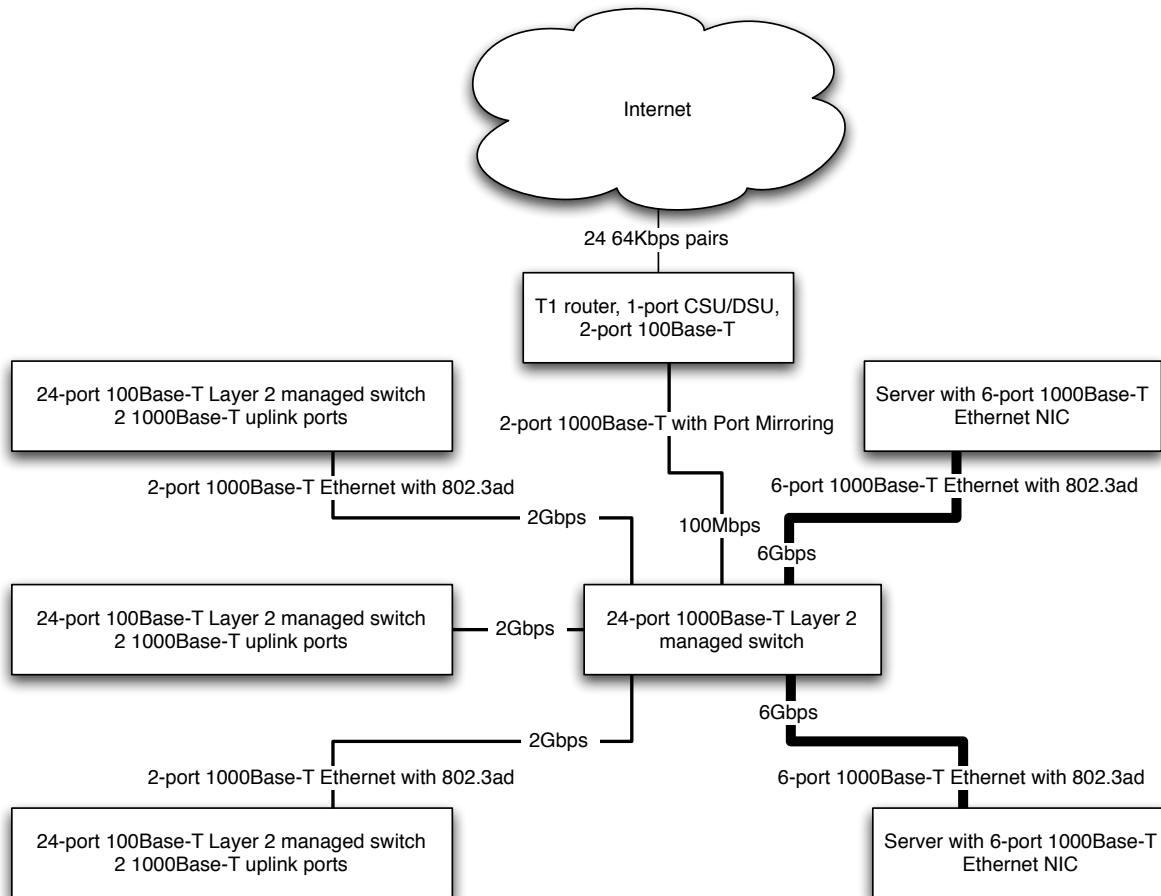 Internet
24 64Kbps pairs
T1 router, 1-port CSU/DSU,
2-port 100Base-T
24-port 100Base-T Layer 2 managed switch
2 1000Base-T uplink ports
Server with 6-port 1000Base-T
Ethernet NIC
2-port 1000Base-T with Port Mirroring
2-port 1000Base-T Ethernet with 802.3ad
6-port 1000Base-T Ethernet with 802.3ad
2Gbps
100Mbps
6Gbps
24-port 100Base-T Layer 2 managed switch
2 1000Base-T uplink ports
2Gbps
24-port 1000Base-T Layer 2
managed switch
6Gbps
2Gbps
2-port 1000Base-T Ethernet with 802.3ad
6-port 1000Base-T Ethernet with 802.3ad
24-port 100Base-T Layer 2 managed switch
2 1000Base-T uplink ports
Server with 6-port 1000Base-T
Ethernet NIC